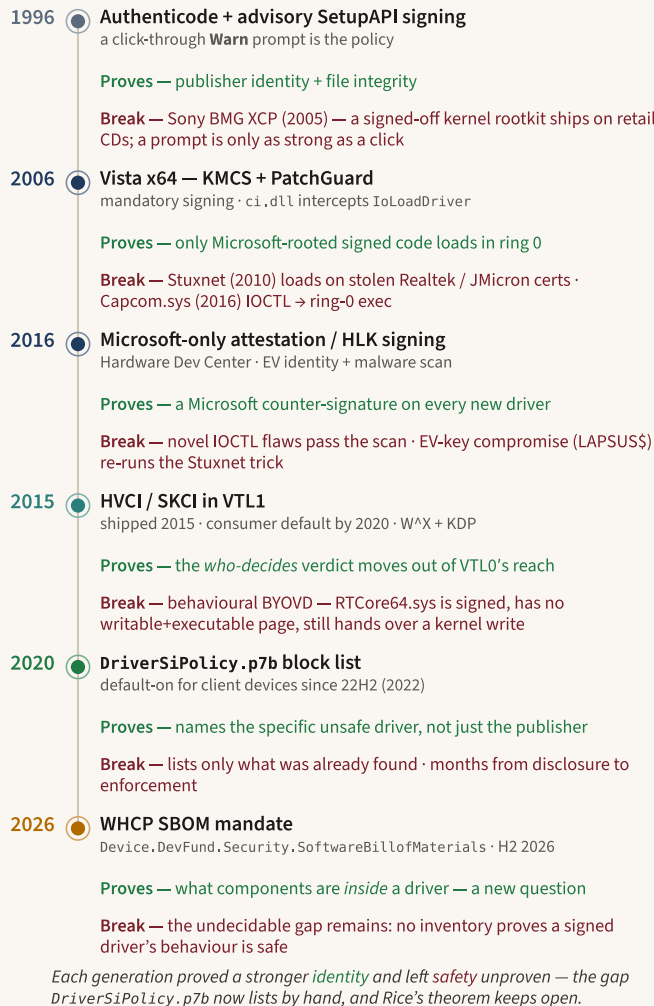 1996 Authenticode + advisory SetupAPI signing
a click-through Warn prompt is the policy
Proves — publisher identity + file integrity
Break — Sony BMG XCP (2005) — a signed-off kernel rootkit ships on retail
CDs; a prompt is only as strong as a click
2006 Vista x64 — KMCS + PatchGuard
mandatory signing · ci.dll intercepts IoLoadDriver
Proves — only Microsoft-rooted signed code loads in ring 0
Break — Stuxnet (2010) loads on stolen Realtek / JMicron certs ·
Capcom.sys (2016) IOCTL → ring-0 exec
2016 Microsoft-only attestation / HLK signing
Hardware Dev Center · EV identity + malware scan
Proves — a Microsoft counter-signature on every new driver
Break — novel IOCTL flaws pass the scan · EV-key compromise (LAPSUS$)
re-runs the Stuxnet trick
2015 HVCI / SKCI in VTL1
shipped 2015 · consumer default by 2020 · W^X + KDP
Proves — the who-decides verdict moves out of VTL0's reach
Break — behavioural BYOVD — RTCore64.sys is signed, has no
writable+executable page, still hands over a kernel write
2020 DriverSiPolicy.p7b block list
default-on for client devices since 22H2 (2022)
Proves — names the specific unsafe driver, not just the publisher
Break — lists only what was already found · months from disclosure to
enforcement
2026 WHCP SBOM mandate
Device.DevFund.Security.SoftwareBillofMaterials · H2 2026
Proves — what components are inside a driver — a new question
Break — the undecidable gap remains: no inventory proves a signed
driver's behaviour is safe
Each generation proved a stronger identity and left safety unproven — the gap
DriverSiPolicy.p7b now lists by hand, and Rice's theorem keeps open.